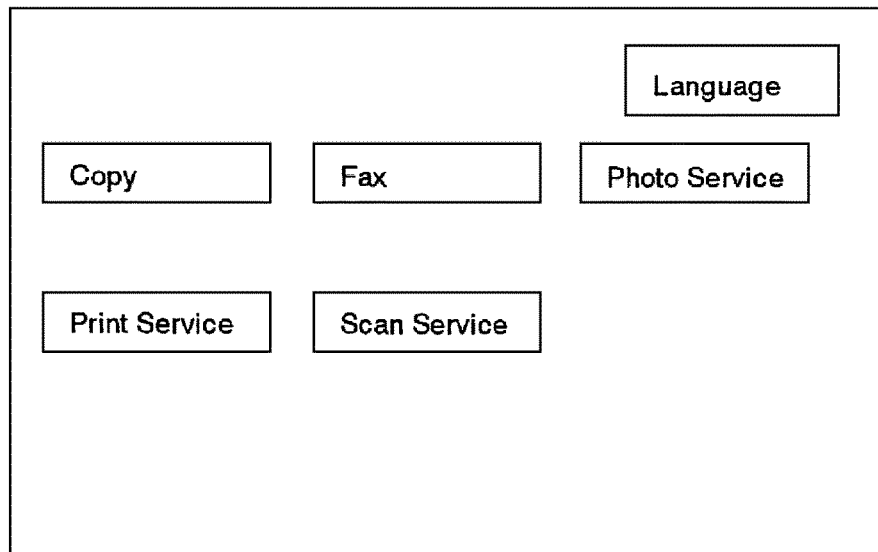 Language
Copy
Fax
Photo Service
Print Service
Scan Service